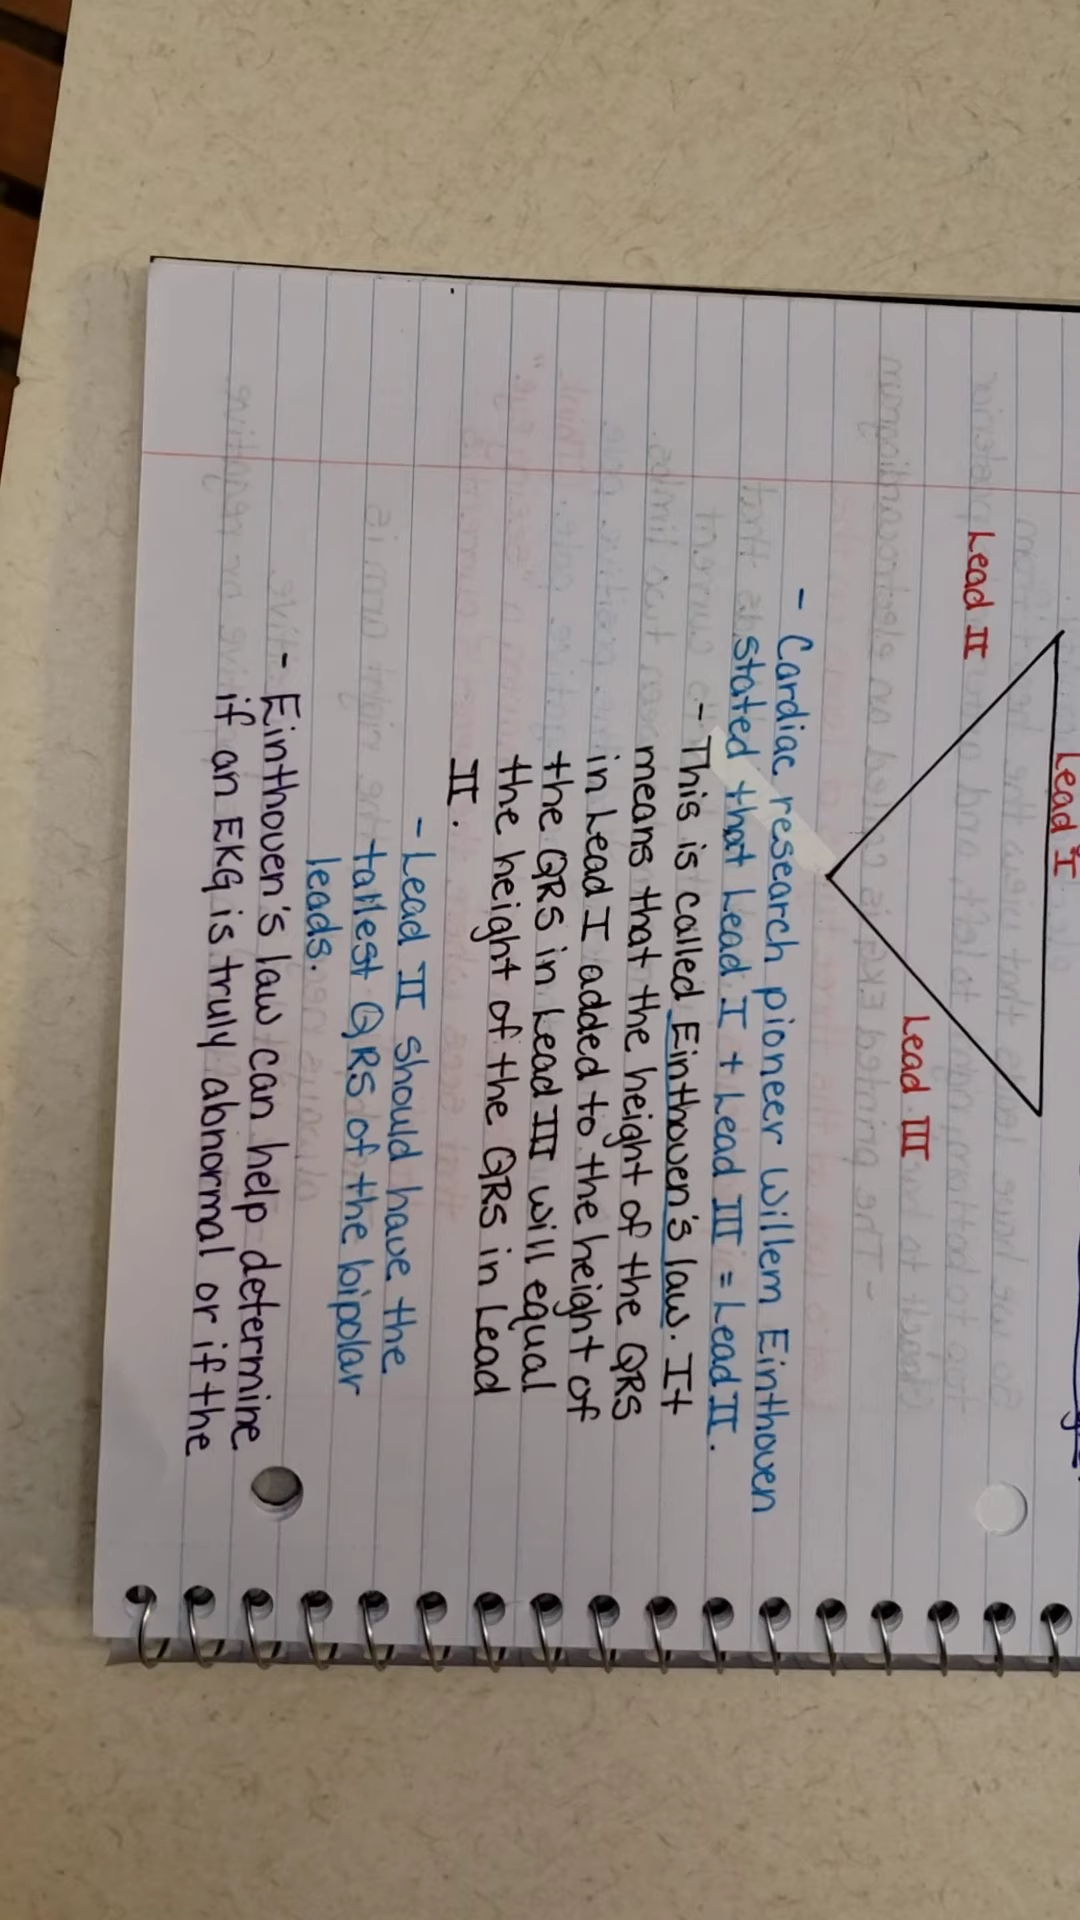 Lead I
Lead II
Lead III
- Cardiac research pioneer Willem Einthoven
stated that Lead I + Lead III = Lead II.
- This is called Einthoven's law. It
means that the height of the QRS
in Lead I added to the height of
the QRS in Lead III will equal
the height of the QRS in Lead
II.
- Lead II should have the
tallest QRS of the bipolar
leads.
- Einthoven's law can help determine
if an EKG is truly abnormal or if the